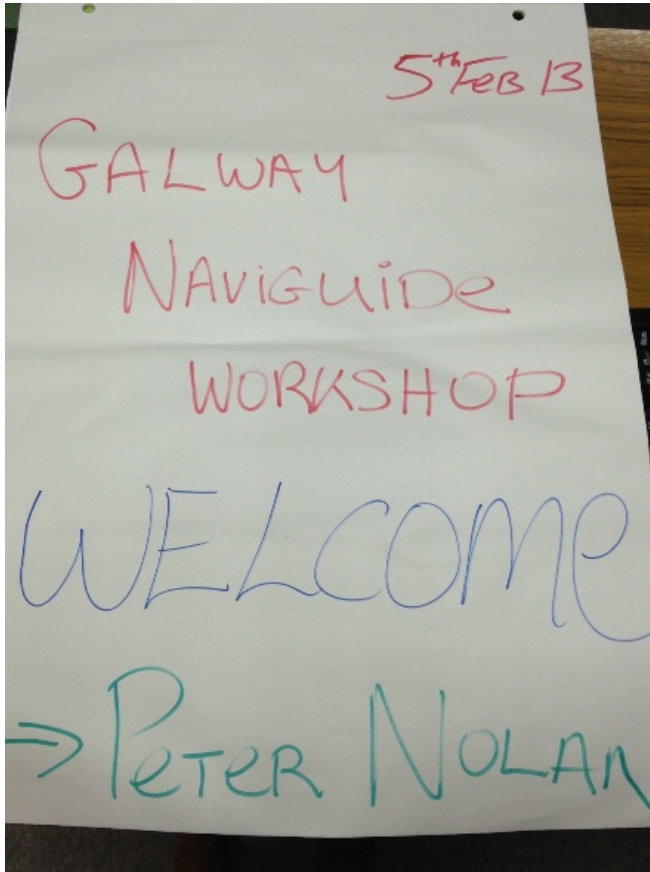 5th FEB 13
GALWAY
NAViGUiDe
WORKSHOP
WELCOMe
⇒ PeTeR NOLAN